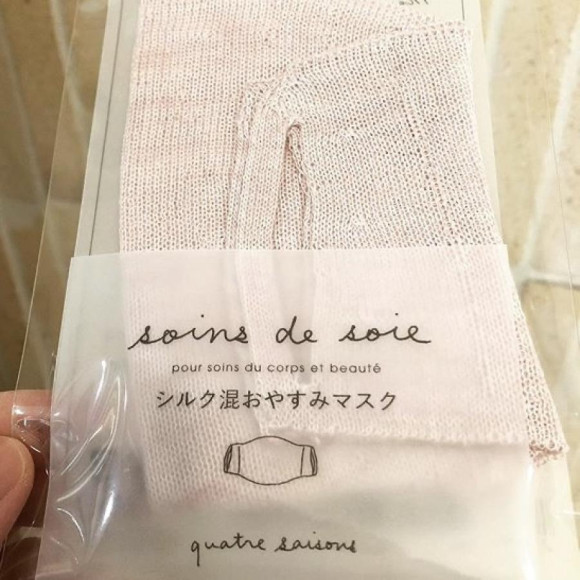 soins de soie
pour soins du corps et beauté
シルク混おやすみマスク
quatre saisons